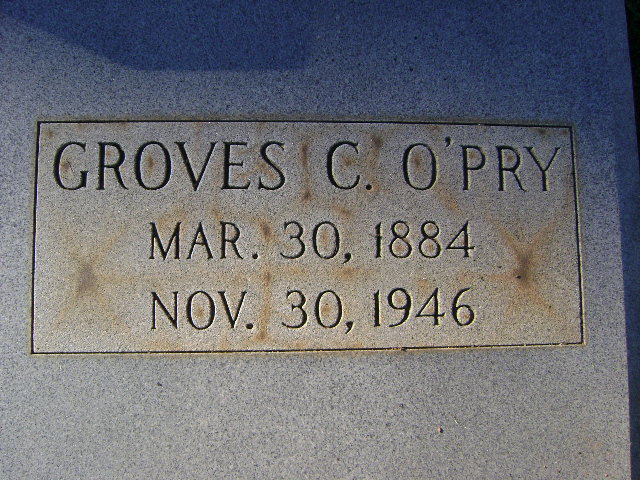 GROVES C. O'PRY
MAR. 30, 1884
NOV. 30, 1946